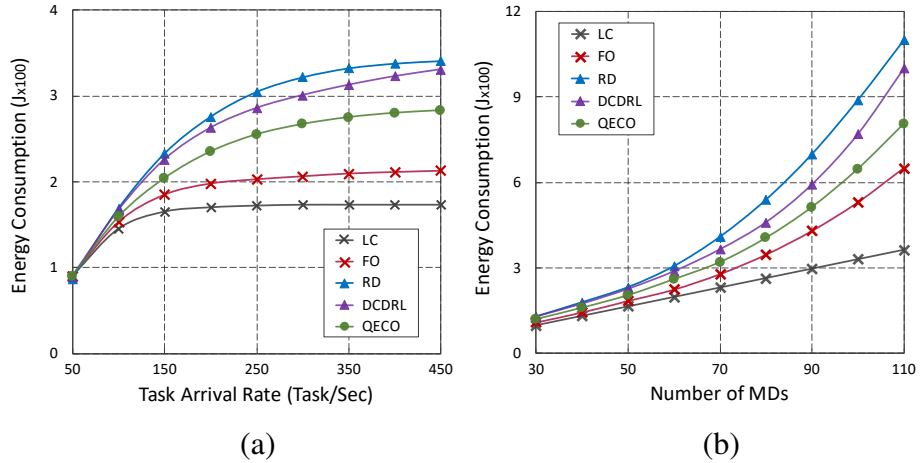 4
3
2
1
0
Energy Consumption (Jx100)
50
150
250
350
450
Task Arrival Rate (Task/Sec)
LC
FO
RD
DCDRL
QECO
(a)
12
9
6
3
0
Energy Consumption (Jx100)
30
50
70
90
110
Number of MDs
LC
FO
RD
DCDRL
QECO
(b)